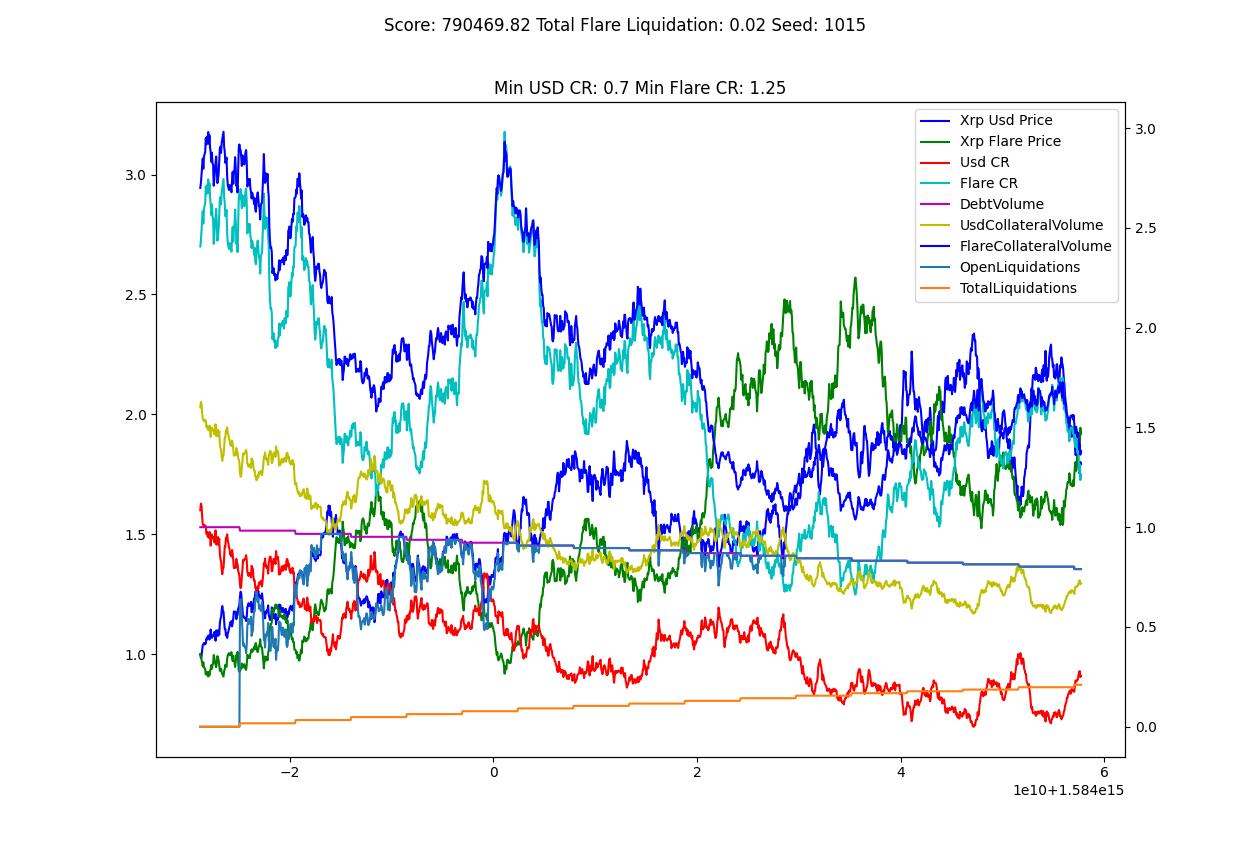 Score: 790469.82 Total Flare Liquidation: 0.02 Seed: 1015
Min USD CR: 0.7 Min Flare CR: 1.25
Xrp Usd Price
Xrp Flare Price
Usd CR
Flare CR
DebtVolume
UsdCollateralVolume
FlareCollateralVolume
OpenLiquidations
TotalLiquidations
3.0
2.5
2.0
1.5
1.0
3.0
2.5
2.0
1.5
1.0
0.5
0.0
−2 0 2 4 6
1e10+1.584e15